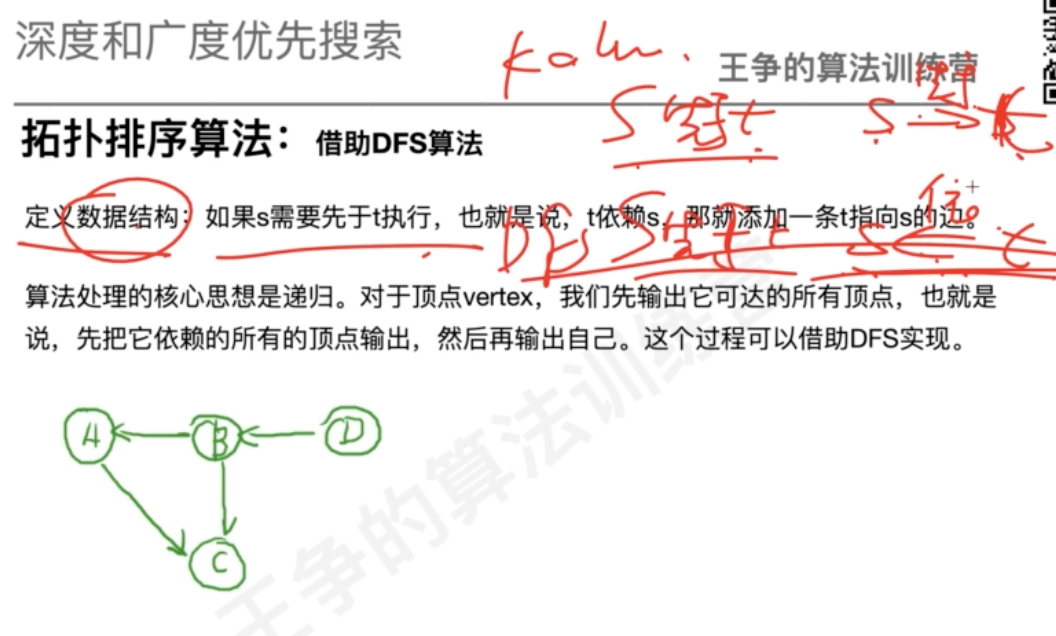 深度和广度优先搜索
Kahn.
王争的算法训练营
S 先于 t
S → t
拓扑排序算法：借助DFS算法
定义数据结构：如果s需要先于t执行，也就是说，t依赖s，那就添加一条t指向s的边。
DFS S 先于 t
S ← t
算法处理的核心思想是递归。对于顶点vertex，我们先输出它可达的所有顶点，也就是
说，先把它依赖的所有的顶点输出，然后再输出自己。这个过程可以借助DFS实现。
A B D
C
王争的算法训练营